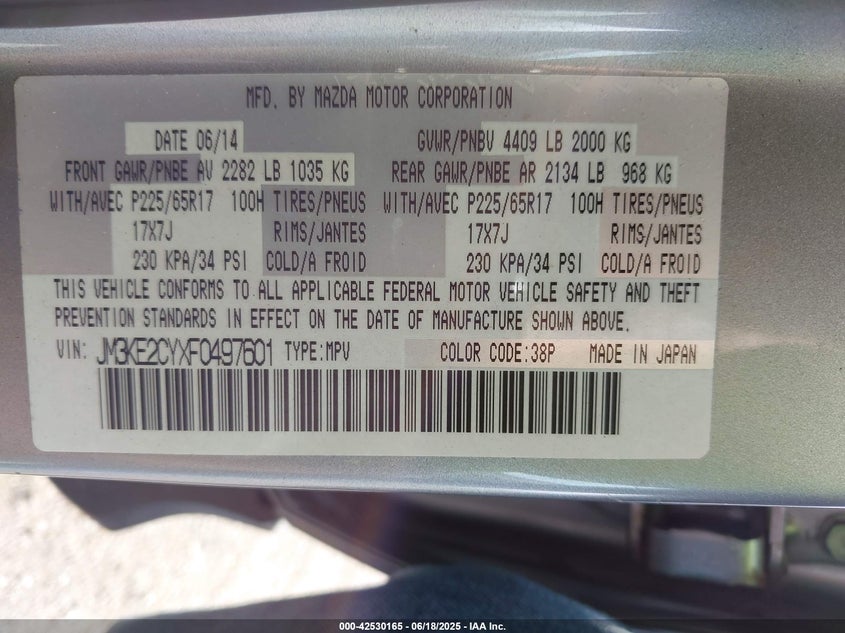 MFD. BY MAZDA MOTOR CORPORATION
DATE 06/14 GVWR/PNBV 4409 LB 2000 KG
FRONT GAWR/PNBE AV 2282 LB 1035 KG REAR GAWR/PNBE AR 2134 LB 968 KG
WITH/AVEC P225/65R17 100H TIRES/PNEUS WITH/AVEC P225/65R17 100H TIRES/PNEUS
17X7J RIMS/JANTES 17X7J RIMS/JANTES
230 KPA/34 PSI COLD/A FROID 230 KPA/34 PSI COLD/A FROID
THIS VEHICLE CONFORMS TO ALL APPLICABLE FEDERAL MOTOR VEHICLE SAFETY AND THEFT
PREVENTION STANDARDS IN EFFECT ON THE DATE OF MANUFACTURE SHOWN ABOVE.
VIN: JM3KE2CYXF0497601 TYPE:MPV COLOR CODE:38P MADE IN JAPAN
000-42530165 - 06/18/2025 - IAA Inc.